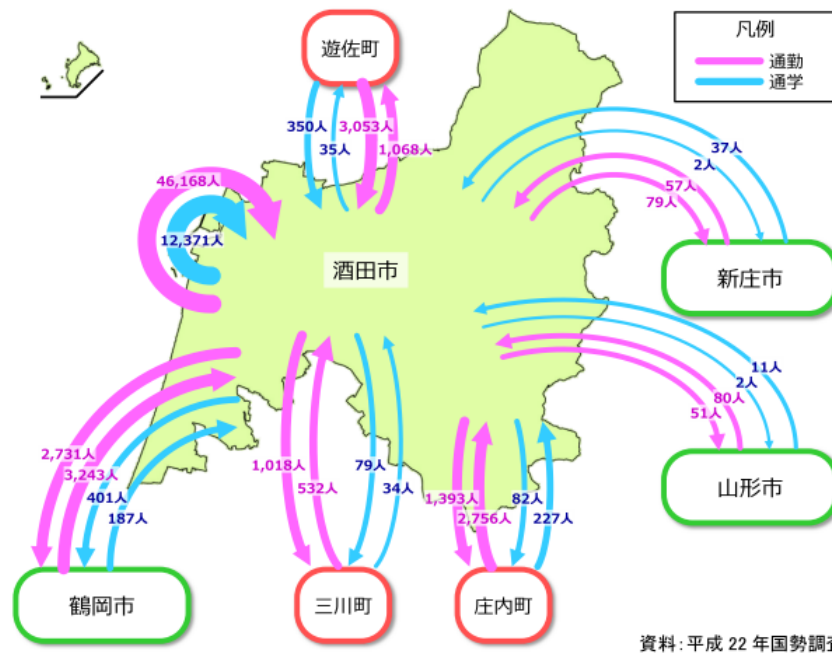 凡例
通勤
通学
遊佐町
350人
3,053人
35人
1,068人
37人
2人
57人
79人
46,168人
12,371人
酒田市
新庄市
11人
2人
80人
51人
山形市
2,731人
3,243人
401人
187人
1,018人
532人
79人
34人
1,393人
2,756人
82人
227人
鶴岡市
三川町
庄内町
資料:平成 22 年国勢調査